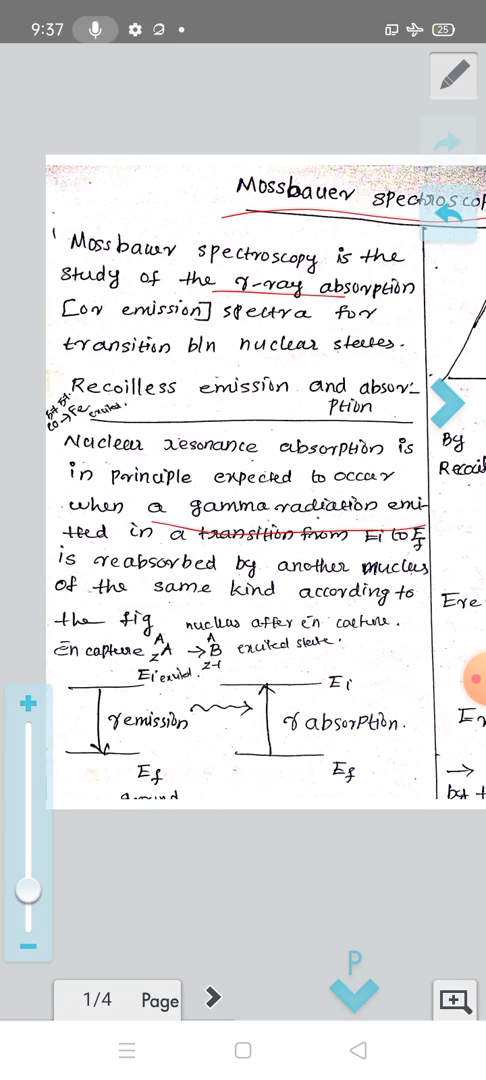 9:37
25
Mossbauer spectroscop
Mossbauer spectroscopy is the
study of the γ-ray absorption
[or emission] spectra for
transition b/n nuclear states.
Recoilless emission and absor-
ption
Co → Fe excited.
Nuclear resonance absorption is
in principle expected to occur
when a gamma radiation emi-
tted in a transition from Ei to Ef
is reabsorbed by another nucleus
of the same kind according to
the fig nucleus after en capture.
en capture A Z A → A Z-1 B excited state.
Ei excited.
Ei
γ emission
γ absorption.
Ef
Ef
ground
By
Recoil
Ere
→
but
P
1/4 Page